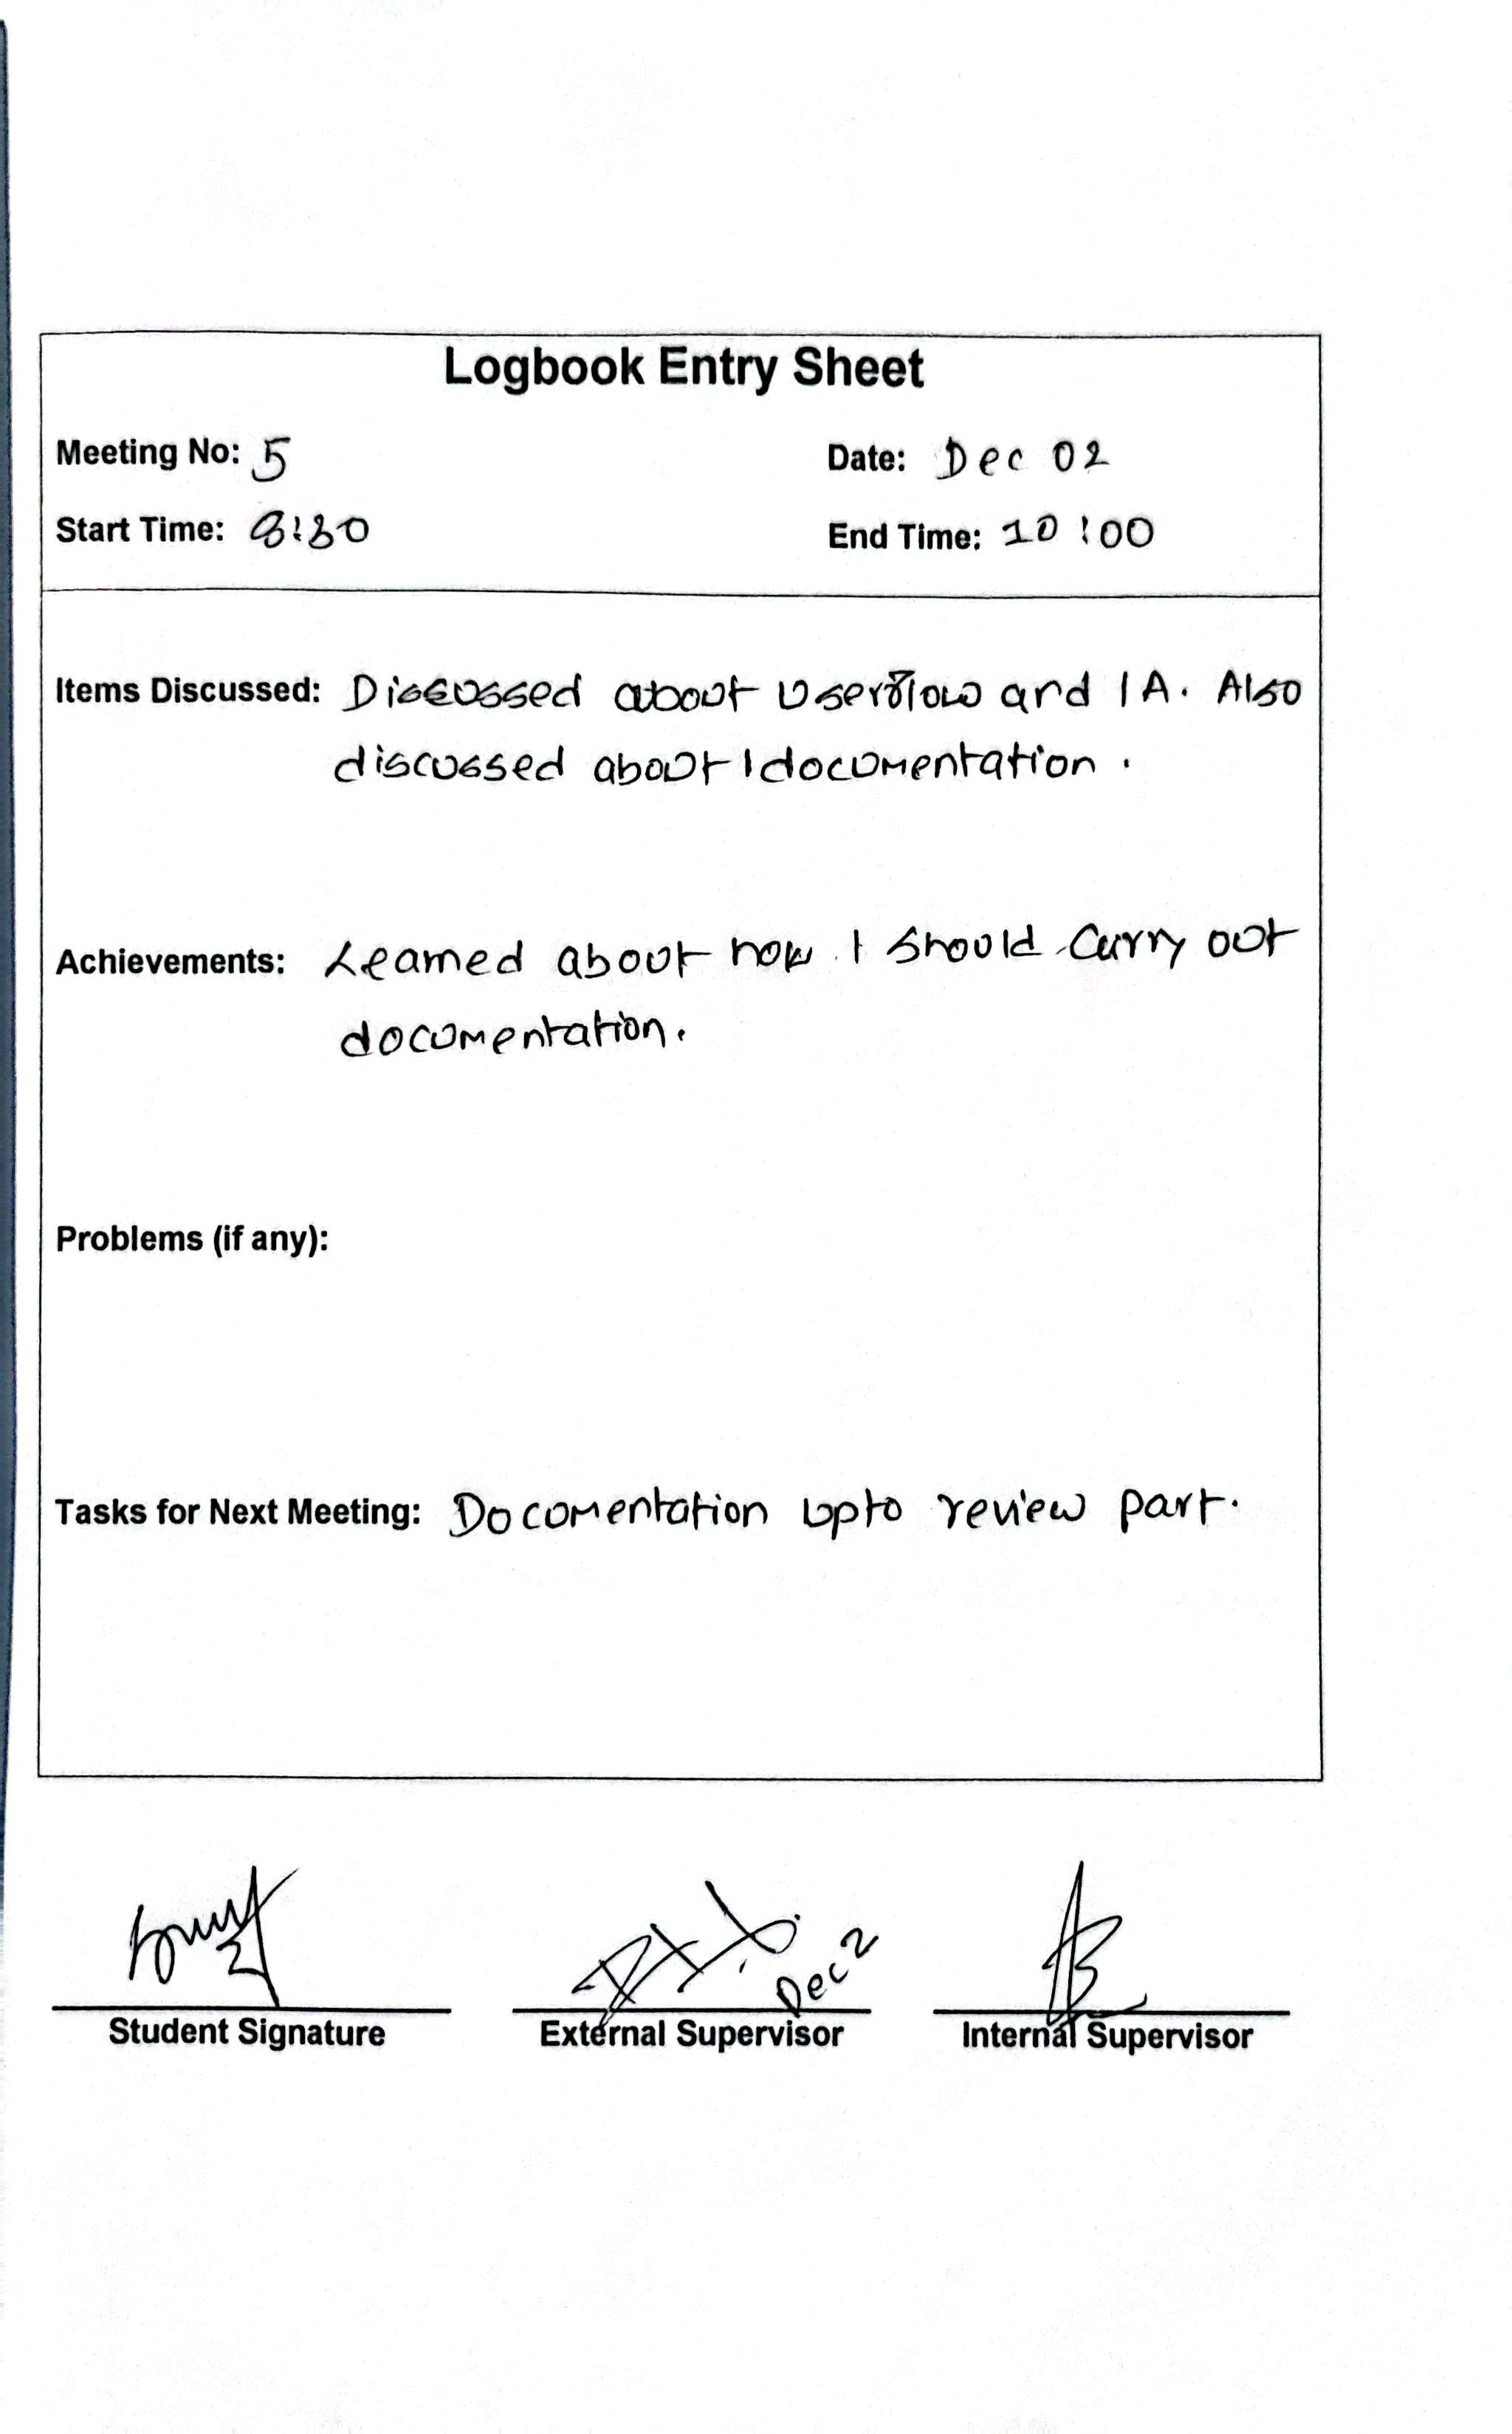 Logbook Entry Sheet
Meeting No: 5 Date: Dec 02
Start Time: 8:30 End Time: 10:00
Items Discussed: Discussed about Userflow and IA. Also
discussed about documentation.
Achievements: Learned about how I should carry out
documentation.
Problems (if any):
Tasks for Next Meeting: Documentation upto review part.
Dec 2
Student Signature External Supervisor Internal Supervisor